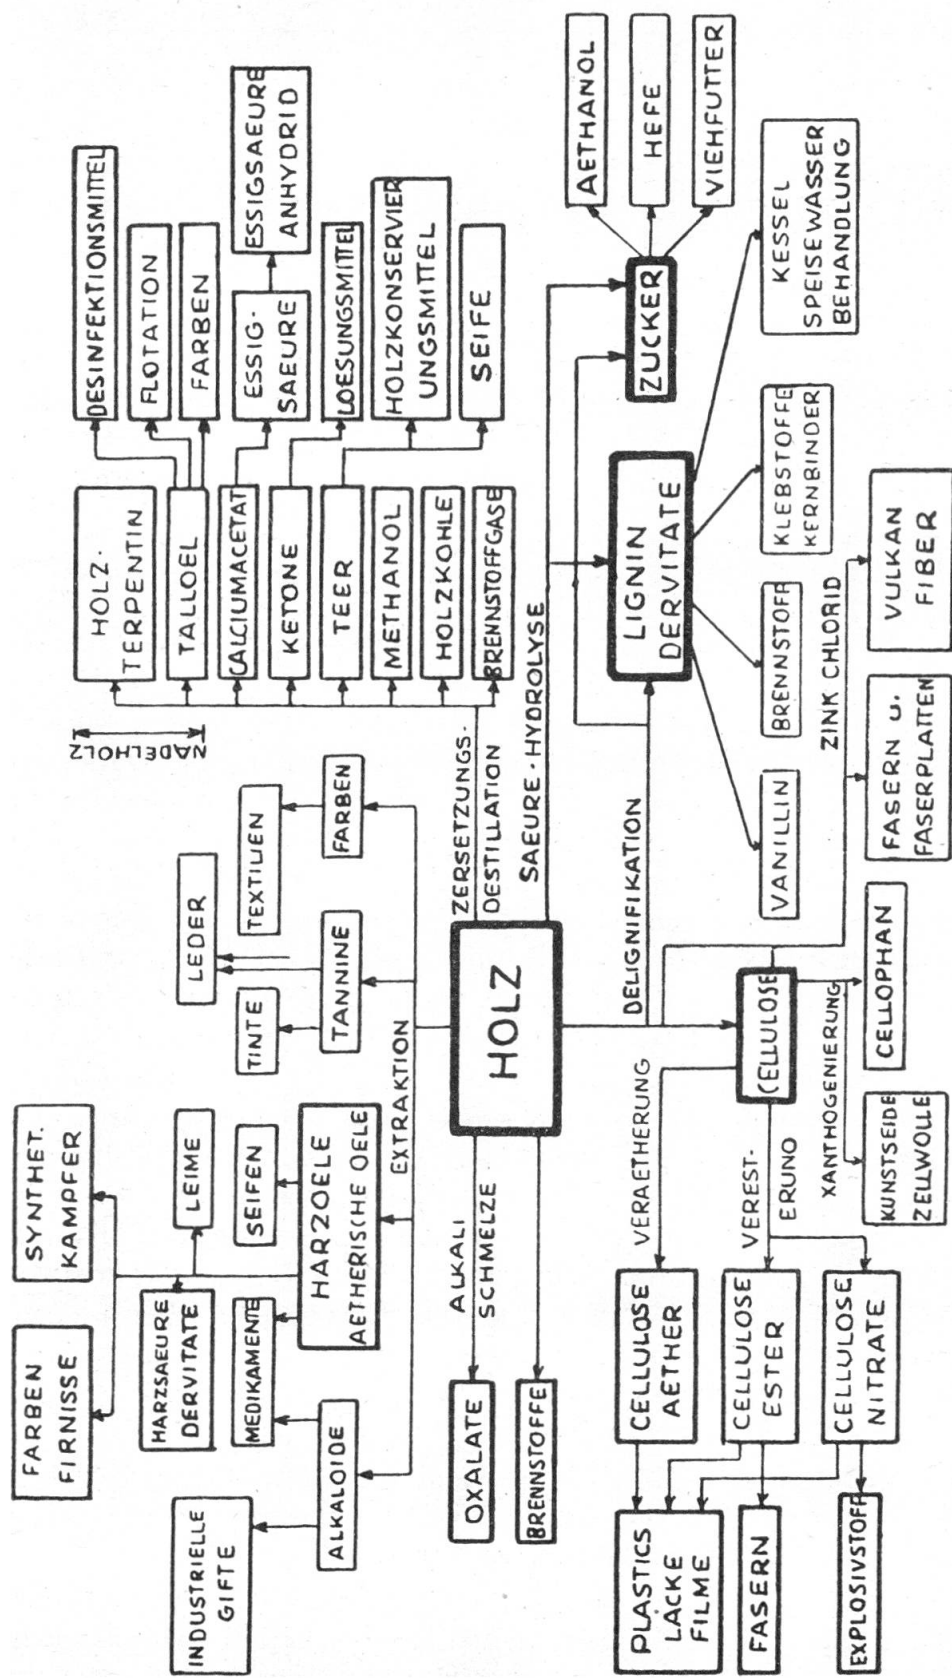 FARBEN
FIRNISSE
SYNTHET.
KAMPFER
HARZSAEURE
DERVITATE
LEIME
INDUSTRIELLE
GIFTE
MEDIKAMENTE
SEIFEN
TINTE
LEDER
TEXTILIEN
ALKALOIDE
HARZOELE
AETHERISCHE OELE
TANNINE
FARBEN
EXTRAKTION
NADELHOLZ
HOLZ-
TERPENTIN
TALLOEL
CALCIUMACETAT
KETONE
TEER
METHANOL
HOLZKOHLE
BRENNSTOFFGASE
DESINFEKTIONSMITTEL
FLOTATION
FARBEN
ESSIG-
SAEURE
ESSIGSAEURE
ANHYDRID
LOESUNGSMITTEL
HOLZKONSERVIER
UNGSMITTEL
SEIFE
OXALATE
BRENNSTOFFE
ALKALI
SCHMELZE
HOLZ
ZERSETZUNGS-
DESTILLATION
SAEURE-HYDROLYSE
DELIGNIFIKATION
LIGNIN
DERVITATE
ZUCKER
AETHANOL
HEFE
VIEHFUTTER
PLASTICS
LACKE
FILME
FASERN
EXPLOSIVSTOFF
CELLULOSE
AETHER
CELLULOSE
ESTER
CELLULOSE
NITRATE
VERAETHERUNG
VEREST-
ERUNO
XANTHOGENIERUNG
CELLULOSE
VANILLIN
BRENNSTOFF
KLEBSTOFFE
KERNBINDER
KESSEL
SPEISEWASSER
BEHANDLUNG
ZINK CHLORID
KUNSTSEIDE
ZELLWOLLE
CELLOPHAN
FASERN u.
FASERPLATTEN
VULKAN
FIBER